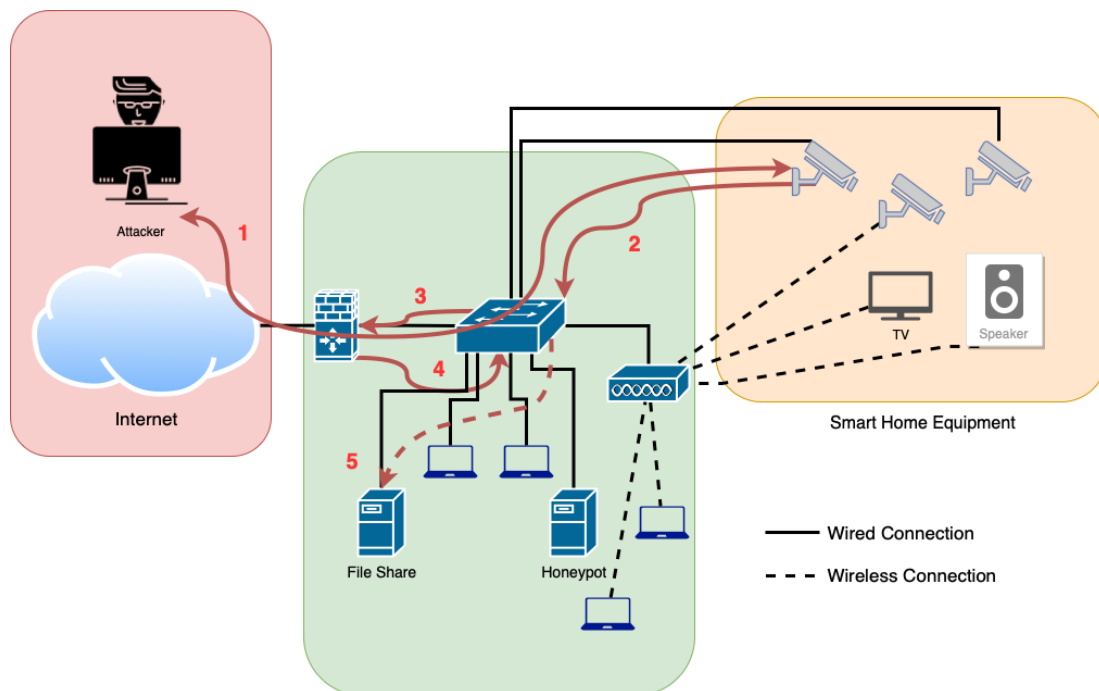 Attacker
Internet
1
2
3
4
5
File Share
Honeypot
TV
Speaker
Smart Home Equipment
Wired Connection
Wireless Connection